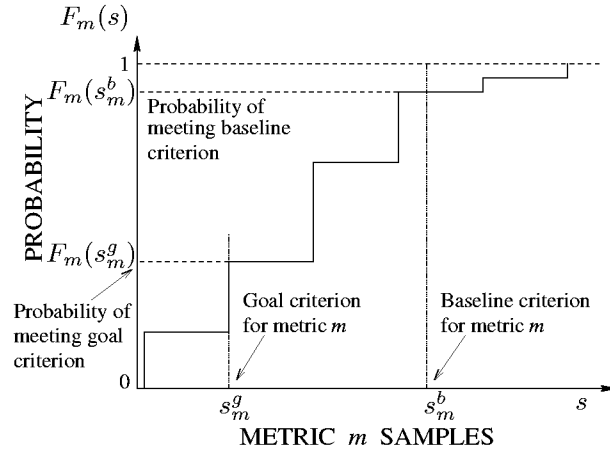 F_m(s)
1
F_m(s_m^b)
Probability of
meeting baseline
criterion
PROBABILITY
F_m(s_m^g)
Probability of
meeting goal
criterion
Goal criterion
for metric m
Baseline criterion
for metric m
0
s_m^g
s_m^b
s
METRIC m SAMPLES